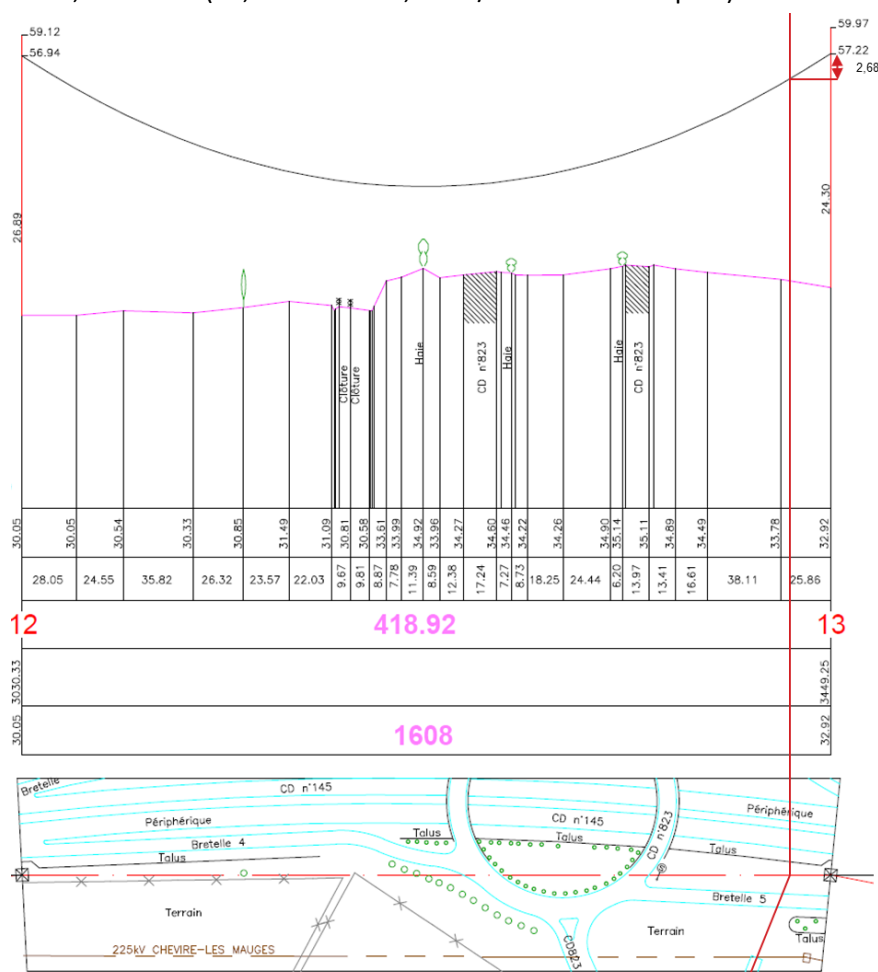 59.12
56.94
59.97
57.22
2,68
26.89
24.30
Clôture
Clôture
Haie
CD n°823
Haie
Haie
CD n°823
30.05 30.05 30.54 30.33 30.85 31.49 31.09 30.81 30.58 33.61 33.99 34.92 33.96 34.27 34.60 34.46 34.22 34.26 34.90 35.14 35.11 34.89 34.49 33.78 32.92
28.05 24.55 35.82 26.32 23.57 22.03 9.67 9.81 8.87 7.78 11.39 8.59 12.38 17.24 7.27 8.73 18.25 24.44 6.20 13.97 13.41 16.61 38.11 25.86
12 418.92 13
3030.33 3449.25
30.05 1608 32.92
Bretelle
CD n°145
Périphérique
Périphérique
CD n°145
CD n°823
Talus
Talus
Bretelle 4
Talus
Talus
Bretelle 5
Terrain
Terrain
Talus
225kV CHEVIRE-LES MAUGES
CD823